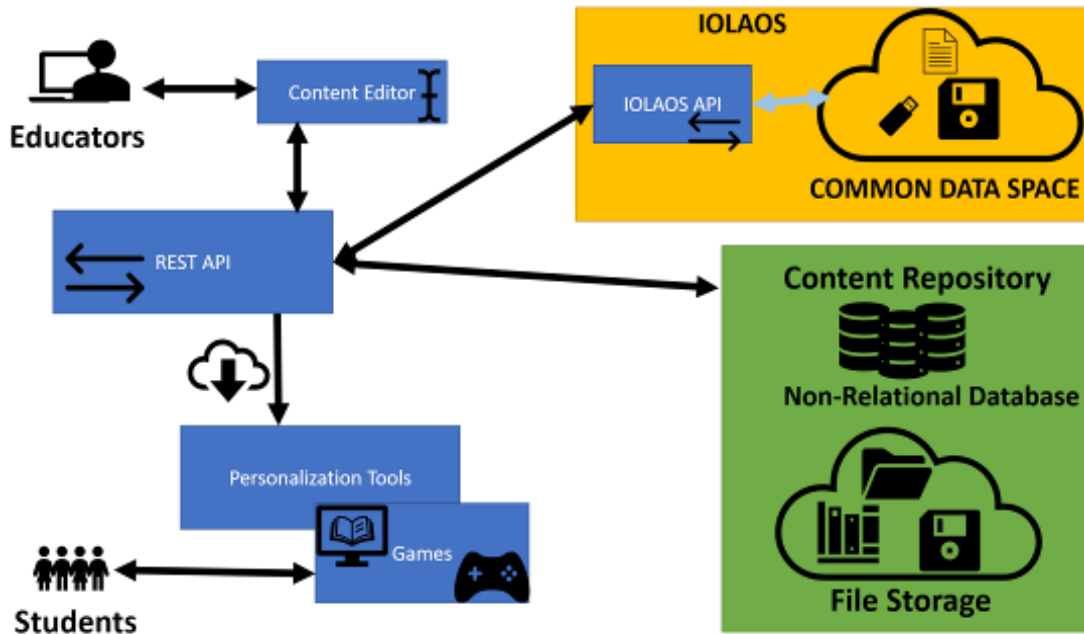 IOLAOS
Content Editor
IOLAOS API
Educators
COMMON DATA SPACE
REST API
Content Repository
Non-Relational Database
Personalization Tools
Games
File Storage
Students